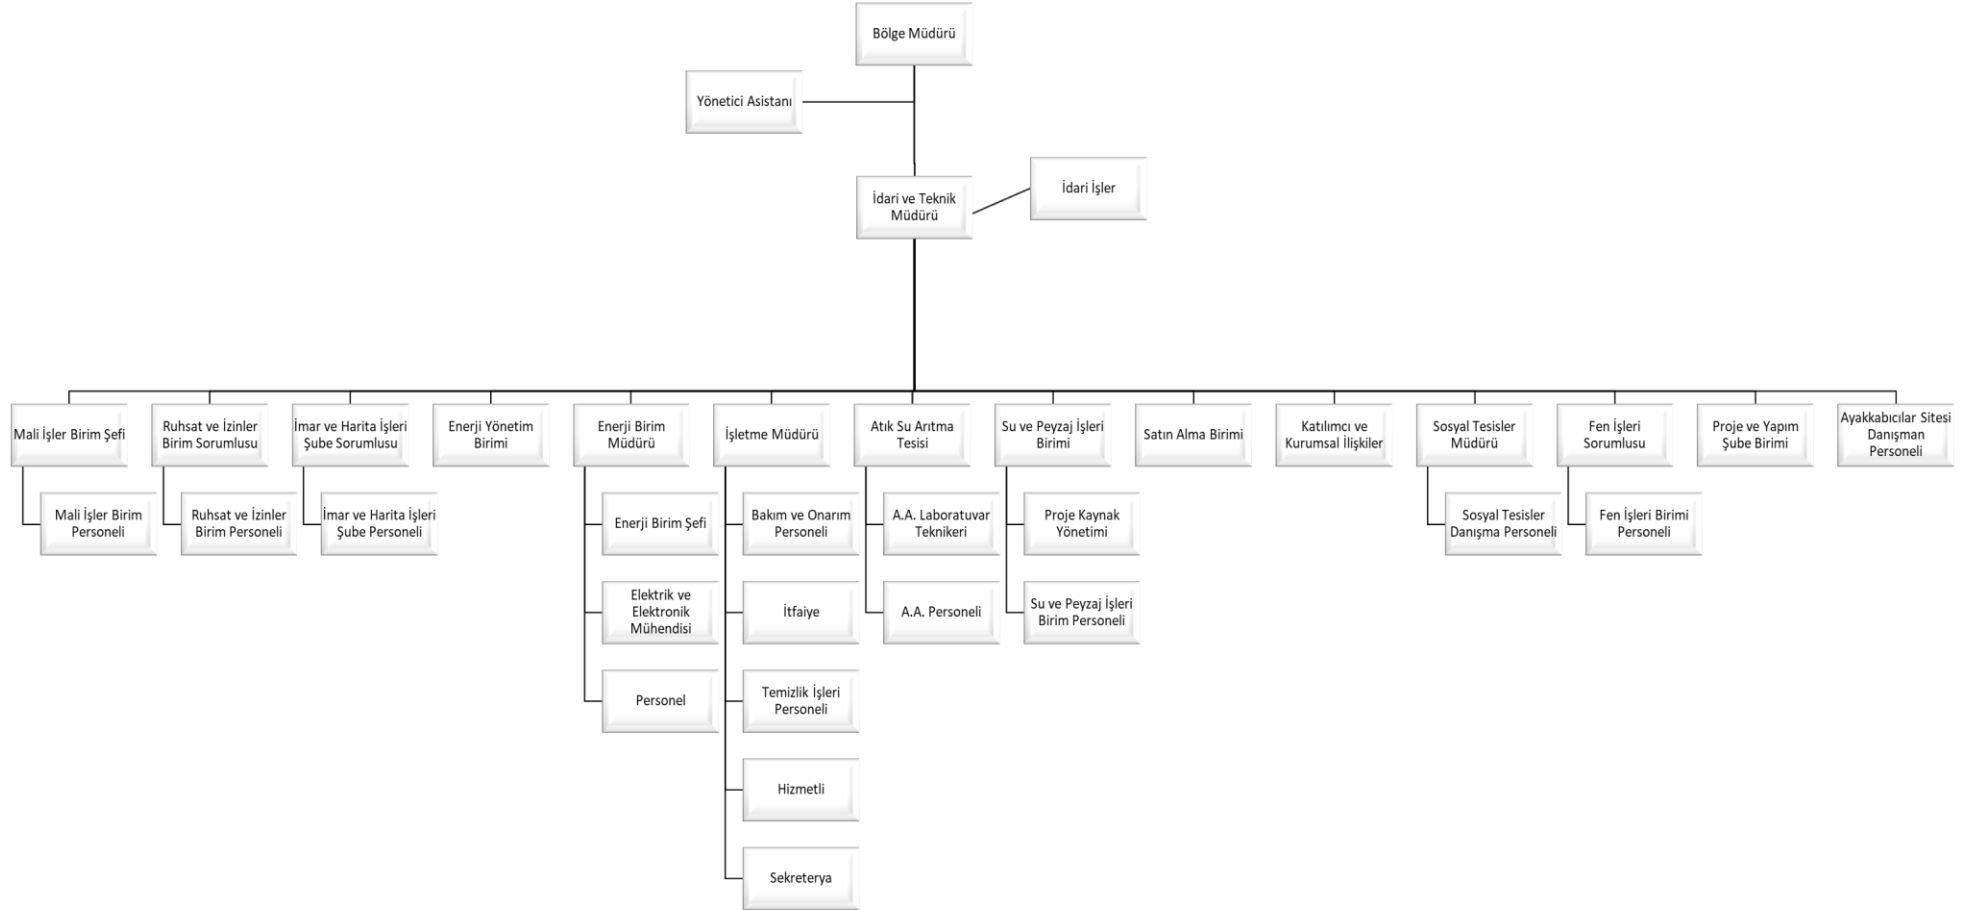 Bölge Müdürü
Yönetici Asistanı
İdari İşler
İdari ve Teknik
Müdürü
Mali İşler Birim Şefi
Ruhsat ve İzinler
Birim Sorumlusu
İmar ve Harita İşleri
Şube Sorumlusu
Enerji Yönetim
Birimi
Enerji Birim
Müdürü
İşletme Müdürü
Atık Su Arıtma
Tesisi
Su ve Peyzaj İşleri
Birimi
Satın Alma Birimi
Katılımcı ve
Kurumsal İlişkiler
Sosyal Tesisler
Müdürü
Fen İşleri
Sorumlusu
Proje ve Yapım
Şube Birimi
Ayakkabıcılar Sitesi
Danışman
Personeli
Mali İşler Birim
Personeli
Ruhsat ve İzinler
Birim Personeli
İmar ve Harita İşleri
Şube Personeli
Enerji Birim Şefi
Bakım ve Onarım
Personeli
A.A. Laboratuvar
Teknikeri
Proje Kaynak
Yönetimi
Sosyal Tesisler
Danışma Personeli
Fen İşleri Birimi
Personeli
Elektrik ve
Elektronik
Mühendisi
İtfaiye
A.A. Personeli
Su ve Peyzaj İşleri
Birim Personeli
Personel
Temizlik İşleri
Personeli
Hizmetli
Sekreterya